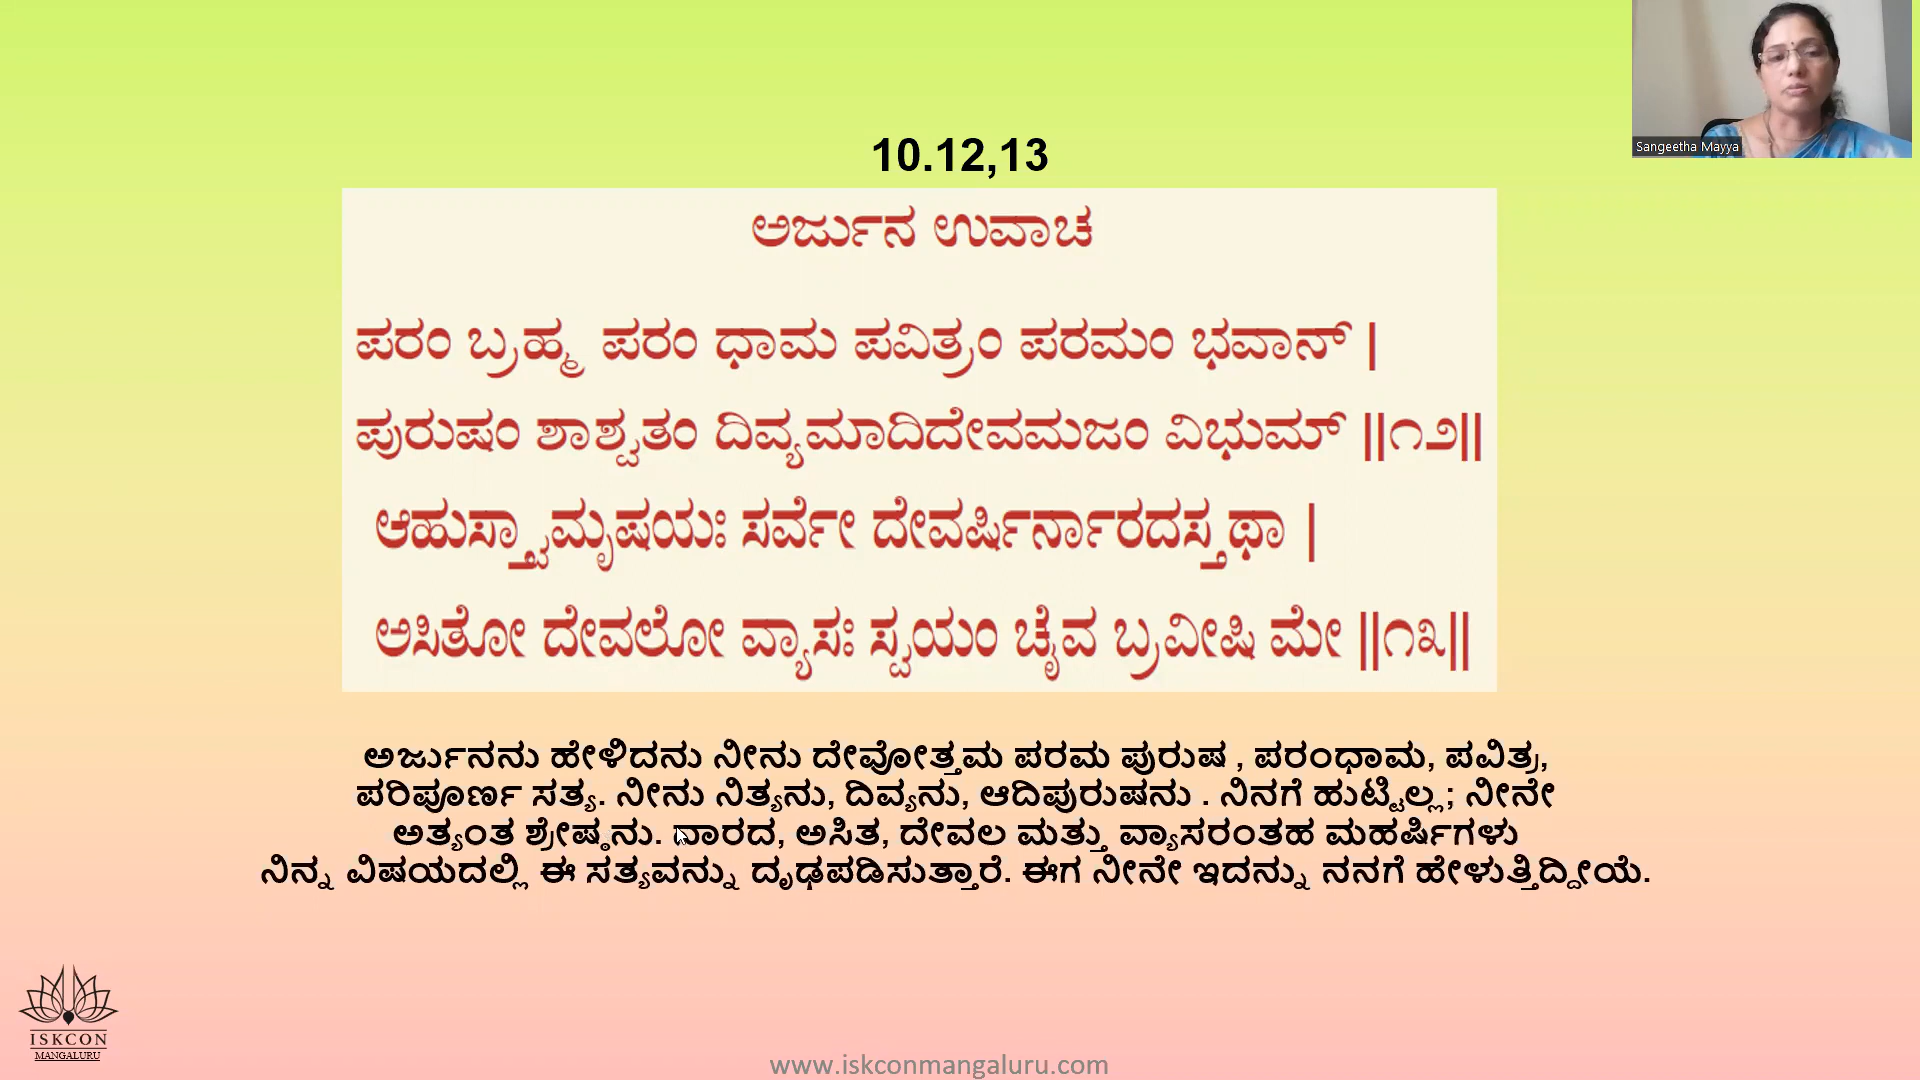 Sangeetha Mayya
10.12,13
ಅರ್ಜುನ ಉವಾಚ
ಪರಂ ಬ್ರಹ್ಮ ಪರಂ ಧಾಮ ಪವಿತ್ರಂ ಪರಮಂ ಭವಾನ್ |
ಪುರುಷಂ ಶಾಶ್ವತಂ ದಿವ್ಯಮಾದಿದೇವಮಜಂ ವಿಭುಮ್ ||೧೨||
ಆಹುಸ್ತ್ವಾಮೃಷಯಃ ಸರ್ವೇ ದೇವರ್ಷಿರ್ನಾರದಸ್ತಥಾ |
ಅಸಿತೋ ದೇವಲೋ ವ್ಯಾಸಃ ಸ್ವಯಂ ಚೈವ ಬ್ರವೀಷಿ ಮೇ ||೧೩||
ಅರ್ಜುನನು ಹೇಳಿದನು ನೀನು ದೇವೋತ್ತಮ ಪರಮ ಪುರುಷ , ಪರಂಧಾಮ, ಪವಿತ್ರ,
ಪರಿಪೂರ್ಣ ಸತ್ಯ. ನೀನು ನಿತ್ಯನು, ದಿವ್ಯನು, ಆದಿಪುರುಷನು . ನಿನಗೆ ಹುಟ್ಟಿಲ್ಲ; ನೀನೇ
ಅತ್ಯಂತ ಶ್ರೇಷ್ಠನು. ನಾರದ, ಅಸಿತ, ದೇವಲ ಮತ್ತು ವ್ಯಾಸರಂತಹ ಮಹರ್ಷಿಗಳು
ನಿನ್ನ ವಿಷಯದಲ್ಲಿ ಈ ಸತ್ಯವನ್ನು ದೃಢಪಡಿಸುತ್ತಾರೆ. ಈಗ ನೀನೇ ಇದನ್ನು ನನಗೆ ಹೇಳುತ್ತಿದ್ದೀಯೆ.
ISKCON
MANGALURU
www.iskconmangaluru.com